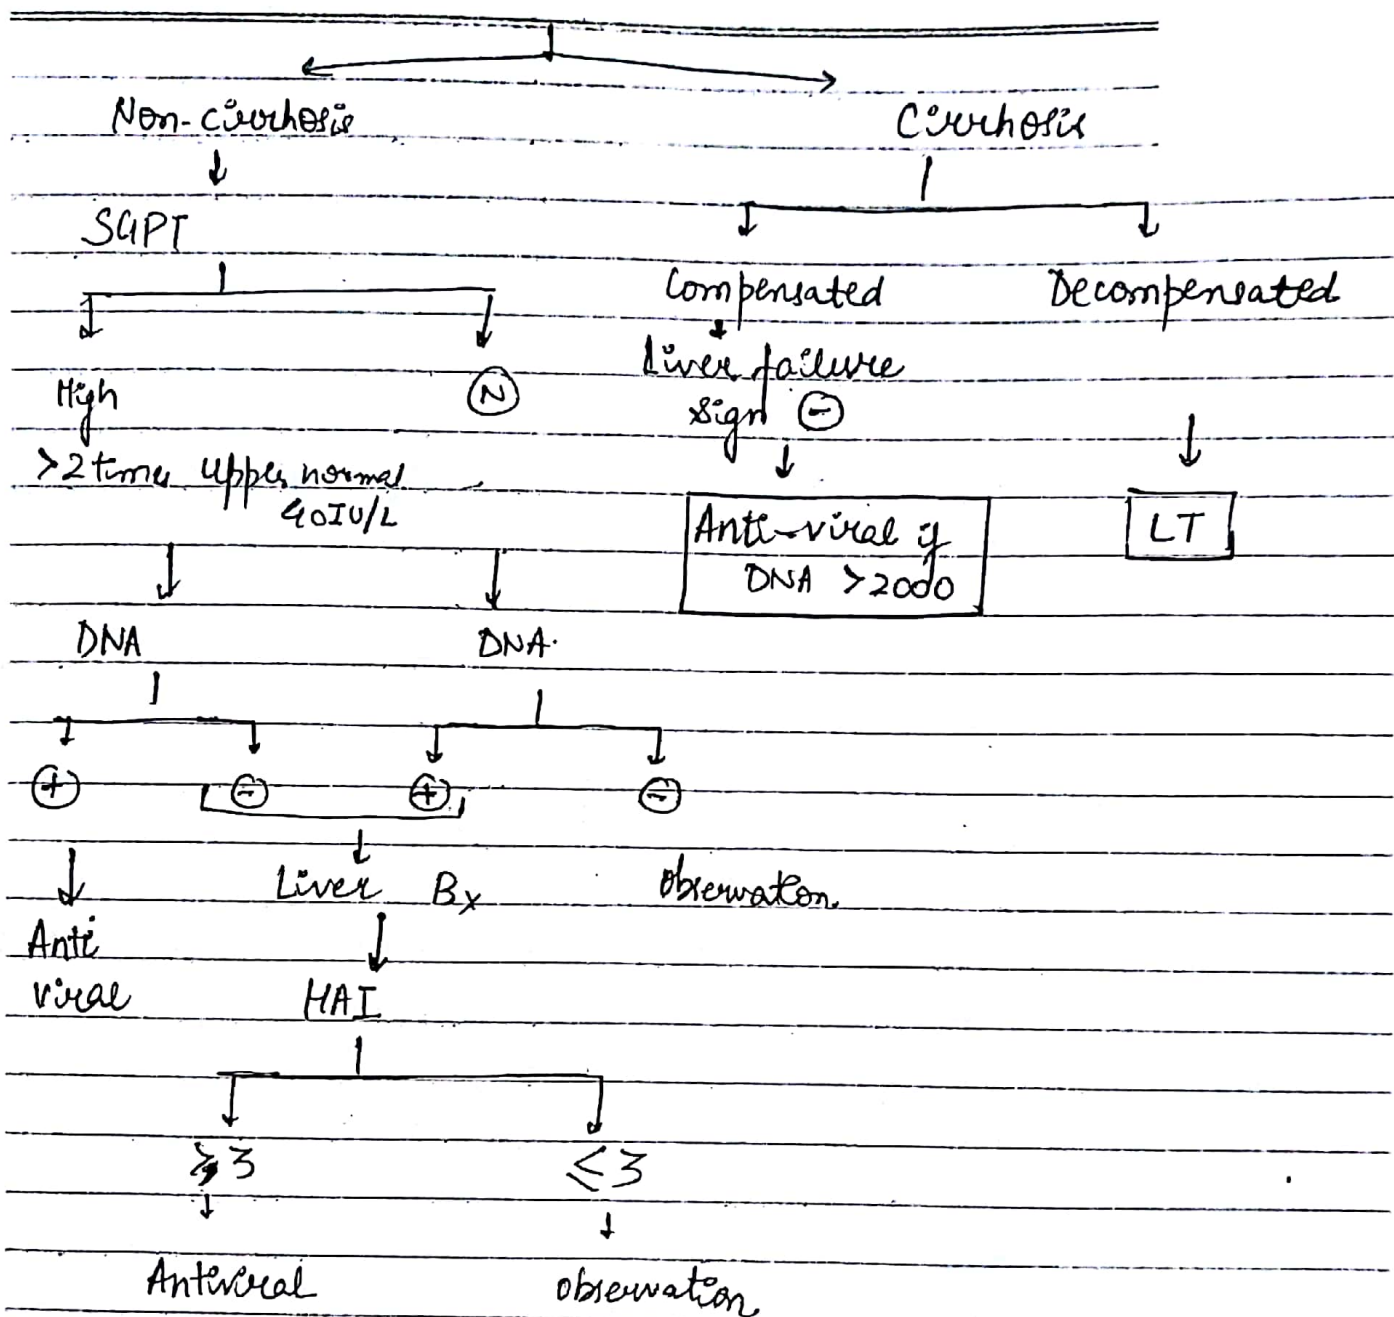 Non-cirrhosis
Cirrhosis
SGPT
Compensated
Decompensated
High
N
Liver failure
sign ⊖
>2 times upper normal
40IU/L
Anti-viral if
DNA >2000
LT
DNA
DNA.
⊕ ⊖ ⊕ ⊖
Liver Bx
Observation
Anti
viral
HAI
≥3
≤3
Antiviral
observation